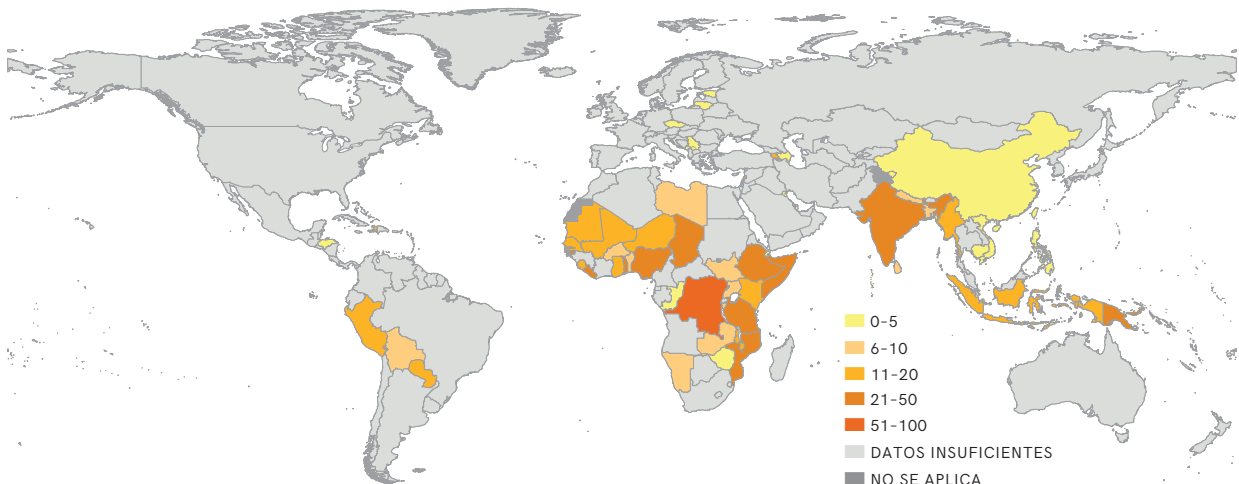 0-5
6-10
11-20
21-50
51-100
DATOS INSUFICIENTES
NO SE APLICA